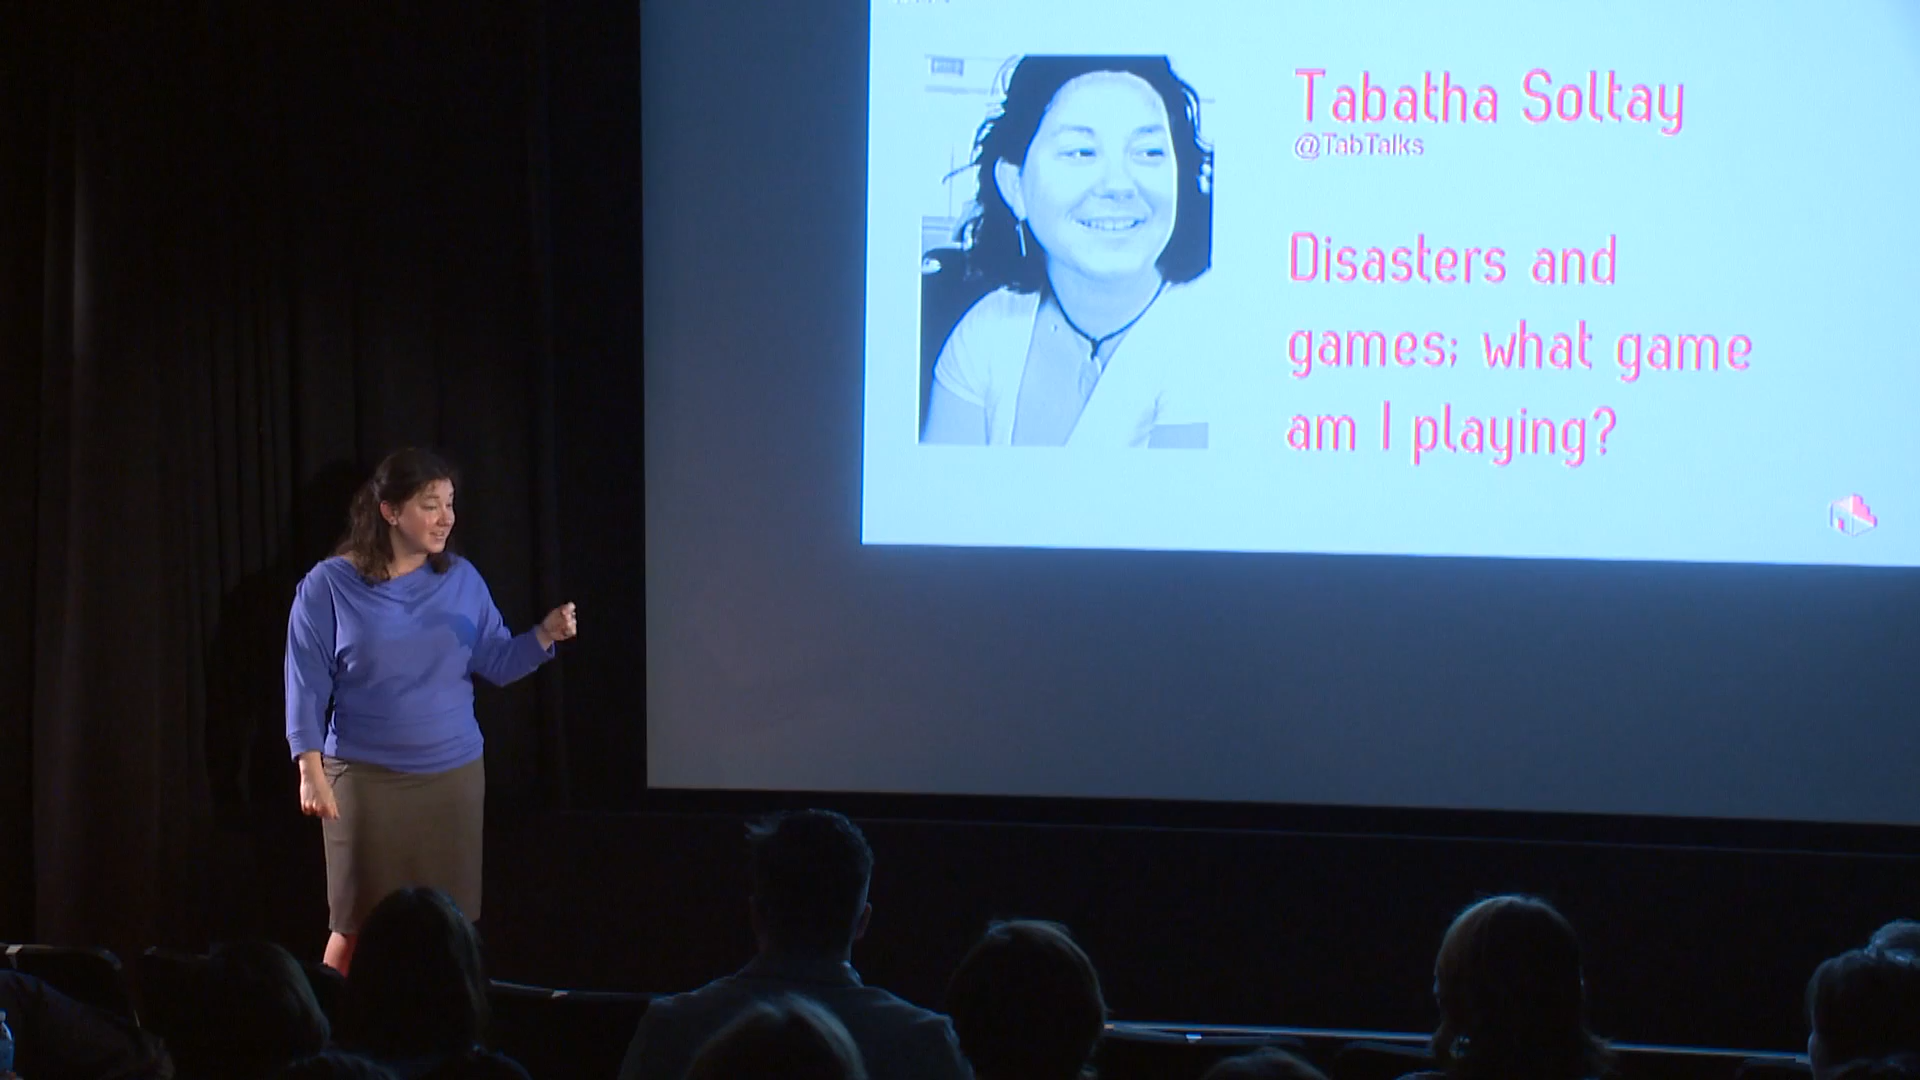 Tabatha Soltay
@TabTalks
Disasters and
games; what game
am I playing?